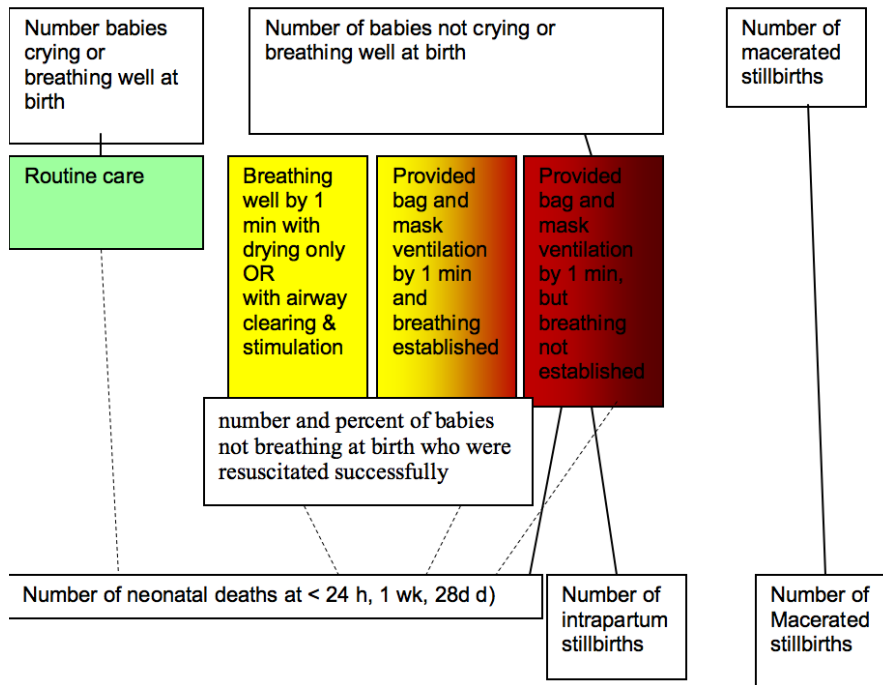 Number babies
crying or
breathing well at
birth
Number of babies not crying or
breathing well at birth
Number of
macerated
stillbirths
Routine care
Breathing
well by 1
min with
drying only
OR
with airway
clearing &
stimulation
Provided
bag and
mask
ventilation
by 1 min
and
breathing
established
Provided
bag and
mask
ventilation
by 1 min,
but
breathing
not
established
number and percent of babies
not breathing at birth who were
resuscitated successfully
Number of neonatal deaths at < 24 h, 1 wk, 28d d)
Number of
intrapartum
stillbirths
Number of
Macerated
stillbirths